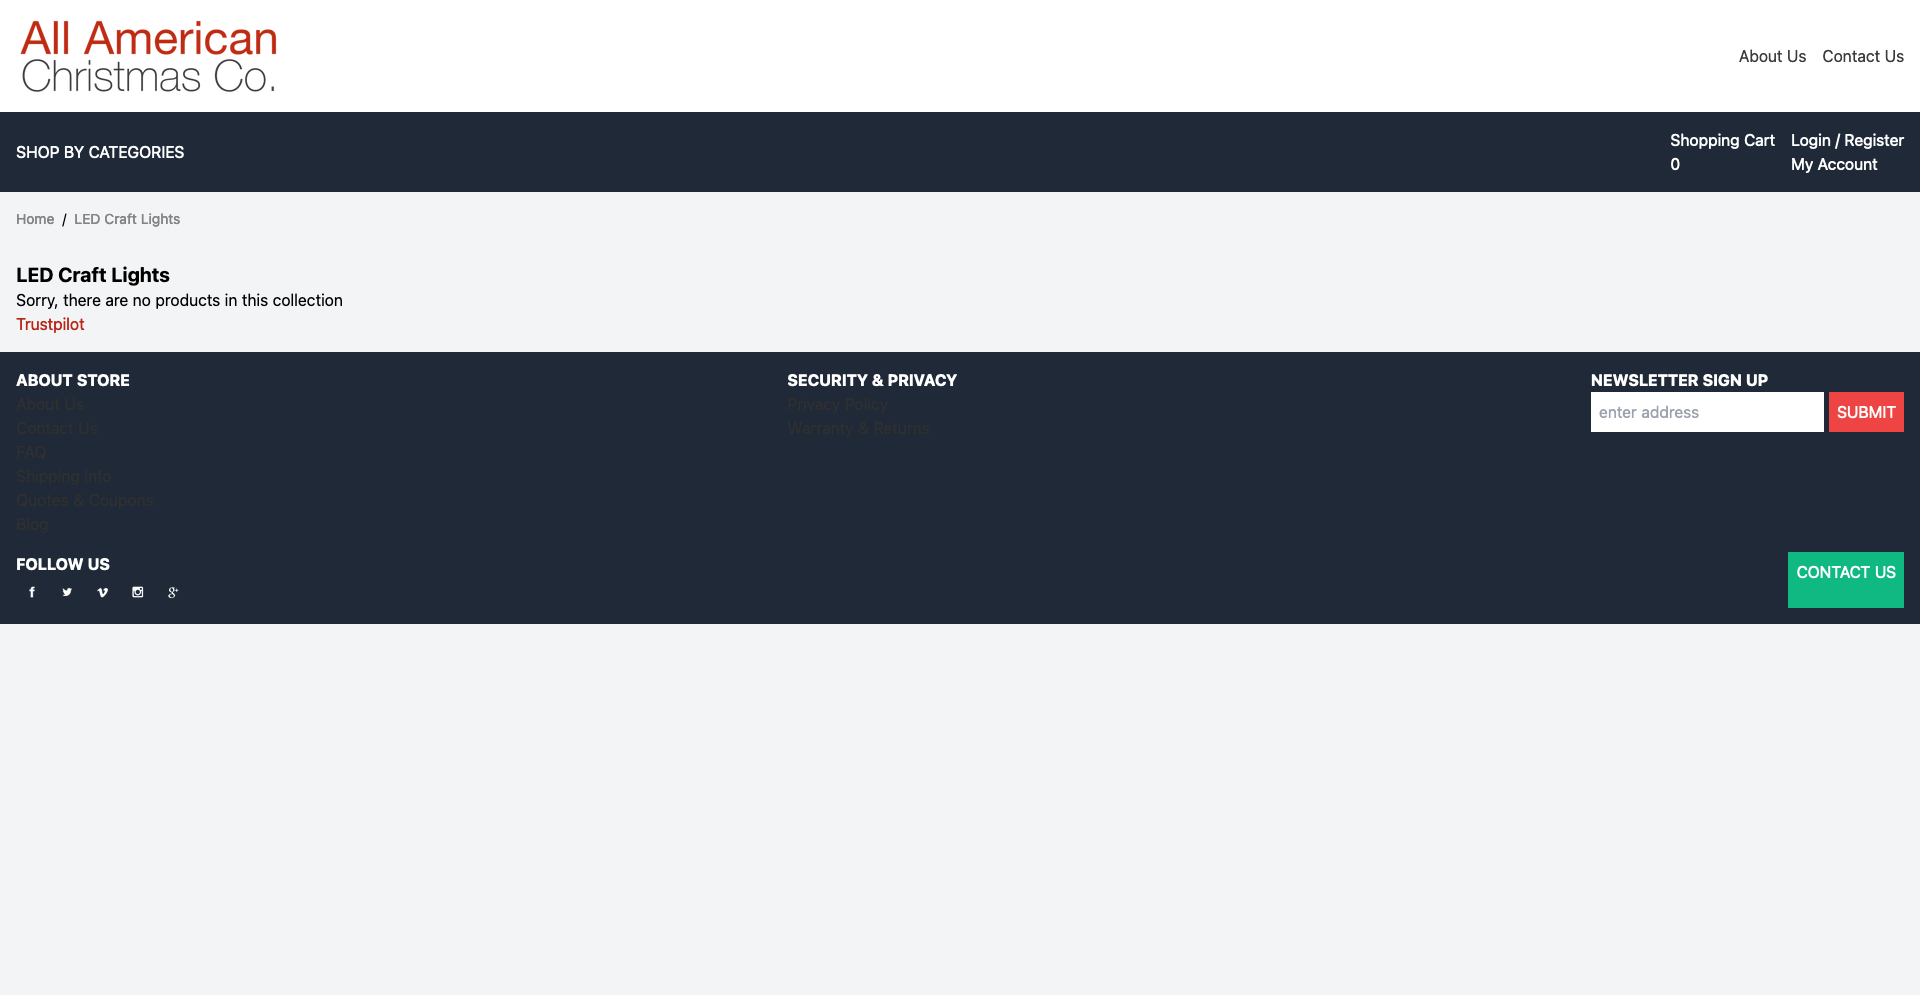 All American
Christmas Co.
About Us Contact Us
SHOP BY CATEGORIES
Shopping Cart
0
Login / Register
My Account
Home / LED Craft Lights
LED Craft Lights
Sorry, there are no products in this collection
Trustpilot
ABOUT STORE
About Us
Contact Us
FAQ
Shipping Info
Quotes & Coupons
Blog
SECURITY & PRIVACY
Privacy Policy
Warranty & Returns
NEWSLETTER SIGN UP
enter address SUBMIT
FOLLOW US
CONTACT US